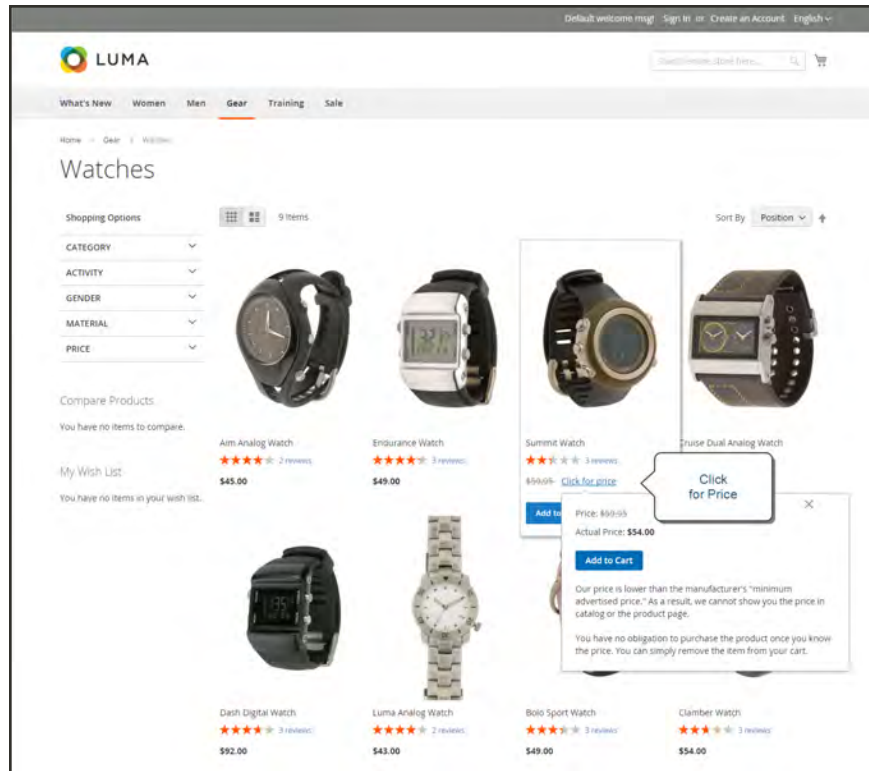 Default welcome msg! Sign In or Create an Account English
LUMA
Search entire store here...
What's New Women Men Gear Training Sale
Home Gear Watches
Watches
Shopping Options
9 Items
Sort By Position
CATEGORY
ACTIVITY
GENDER
MATERIAL
PRICE
Compare Products
You have no items to compare.
My Wish List
You have no items in your wish list.
Aim Analog Watch
2 reviews
$45.00
Endurance Watch
3 reviews
$49.00
Summit Watch
3 reviews
Click for price
Add to
Cruise Dual Analog Watch
Click
for Price
Price:
Actual Price: $54.00
Add to Cart
Our price is lower than the manufacturer's "minimum
advertised price." As a result, we cannot show you the price in
catalog or the product page.
You have no obligation to purchase the product once you know
the price. You can simply remove the item from your cart.
Dash Digital Watch
3 reviews
$92.00
Luma Analog Watch
2 reviews
$43.00
Bolo Sport Watch
3 reviews
$49.00
Clamber Watch
3 reviews
$54.00